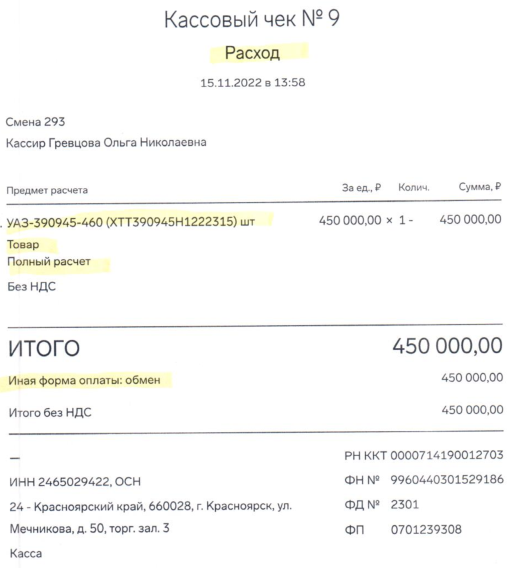 Кассовый чек № 9
Расход
15.11.2022 в 13:58
Смена 293
Кассир Гревцова Ольга Николаевна
Предмет расчета За ед., ₽ Колич. Сумма, ₽
. УАЗ-390945-460 (XTT390945H1222315) шт 450 000,00 × 1 - 450 000,00
Товар
Полный расчет
Без НДС
ИТОГО 450 000,00
Иная форма оплаты: обмен 450 000,00
Итого без НДС 450 000,00
— РН ККТ 0000714190012703
ИНН 2465029422, ОСН ФН № 9960440301529186
24 - Красноярский край, 660028, г. Красноярск, ул. ФД № 2301
Мечникова, д. 50, торг. зал. 3 ФП 0701239308
Касса